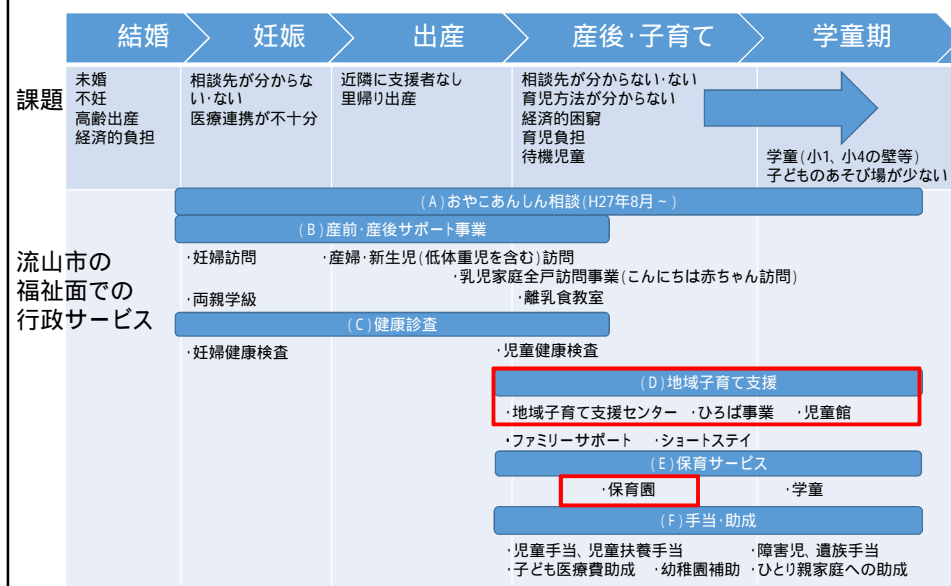 結婚 妊娠 出産 産後・子育て 学童期
課題
未婚
不妊
高齢出産
経済的負担
相談先が分からな
い・ない
医療連携が不十分
近隣に支援者なし
里帰り出産
相談先が分からない・ない
育児方法が分からない
経済的困窮
育児負担
待機児童
学童(小1、小4の壁等)
子どものあそび場が少ない
流山市の
福祉面での
行政サービス
(A)おやこあんしん相談(H27年8月~)
(B)産前・産後サポート事業
・妊婦訪問 ・産婦・新生児(低体重児を含む)訪問
・乳児家庭全戸訪問事業(こんにちは赤ちゃん訪問)
・両親学級 ・離乳食教室
(C)健康診査
・妊婦健康検査 ・児童健康検査
(D)地域子育て支援
・地域子育て支援センター ・ひろば事業 ・児童館
・ファミリーサポート ・ショートステイ
(E)保育サービス
・保育園 ・学童
(F)手当・助成
・児童手当、児童扶養手当 ・障害児、遺族手当
・子ども医療費助成 ・幼稚園補助 ・ひとり親家庭への助成